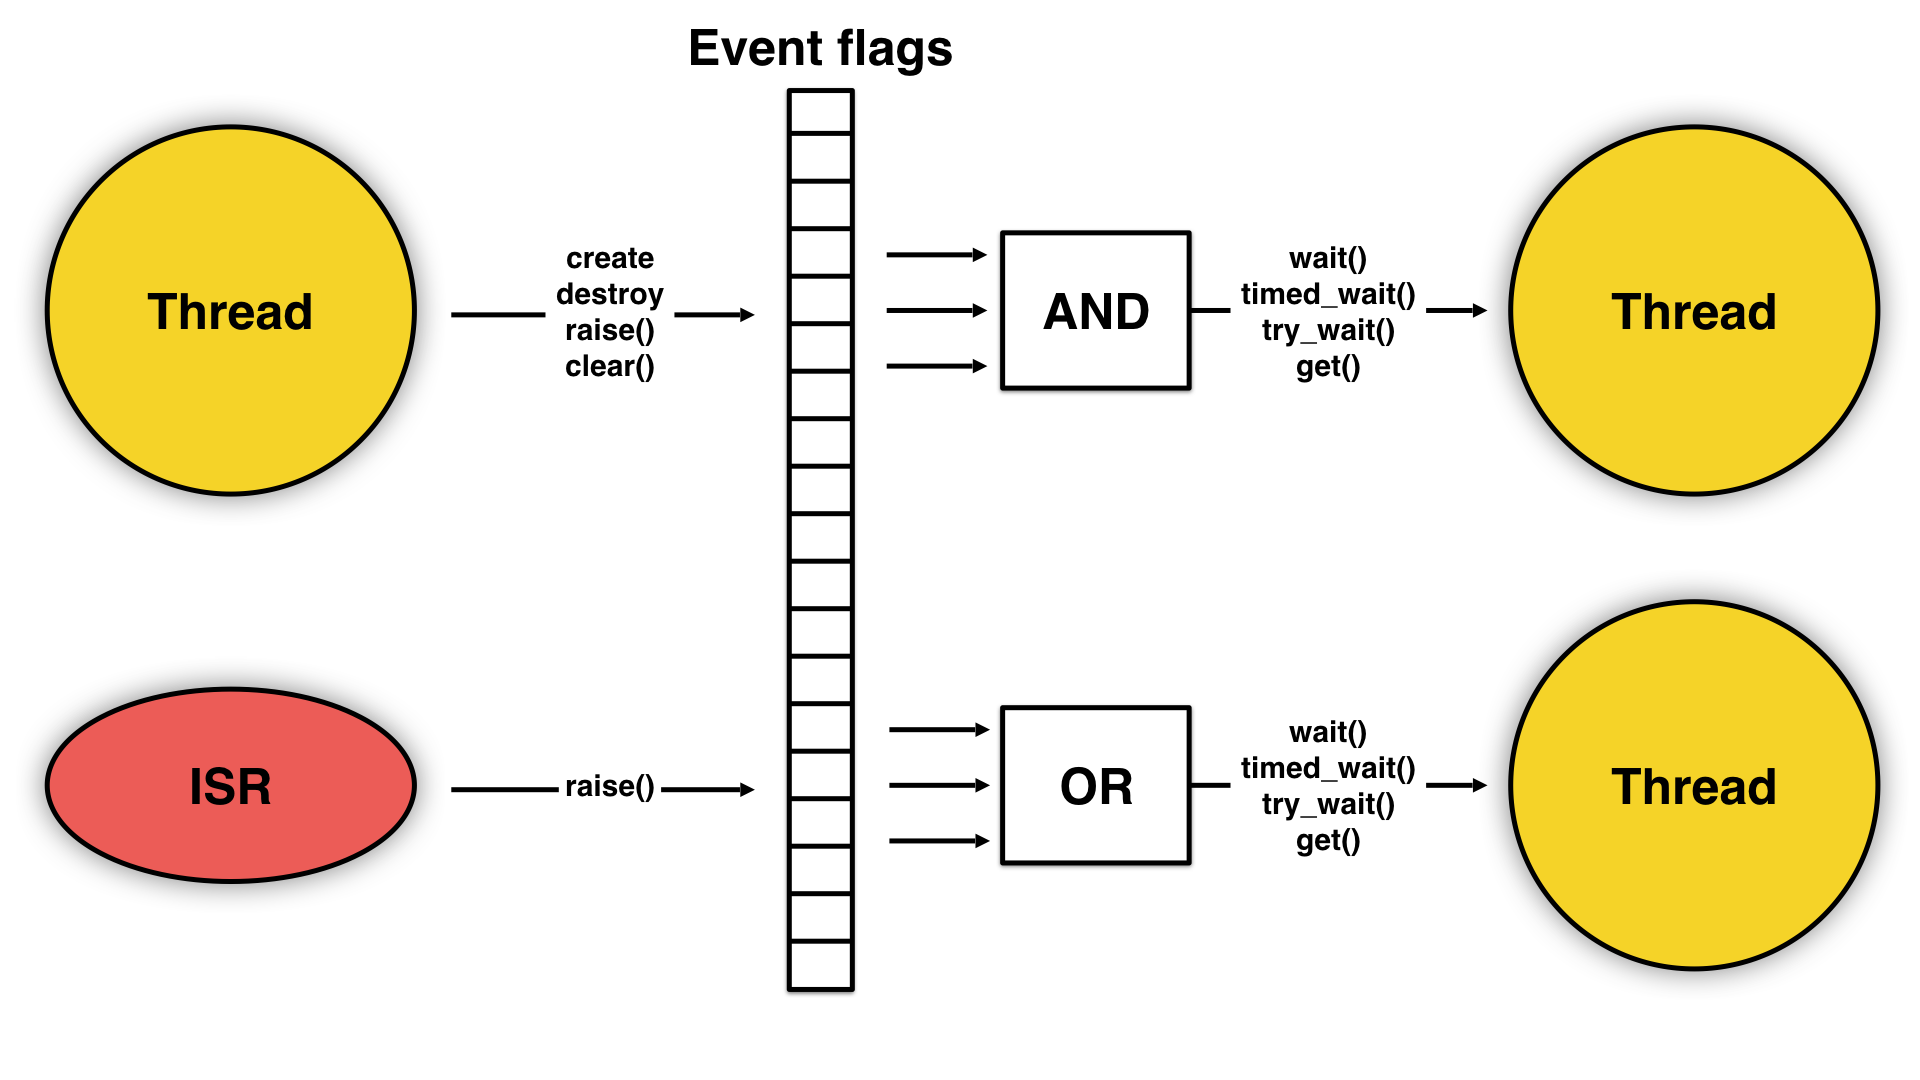 Event flags
Thread
create
destroy
raise()
clear()
AND
wait()
timed_wait()
try_wait()
get()
Thread
ISR
raise()
OR
wait()
timed_wait()
try_wait()
get()
Thread